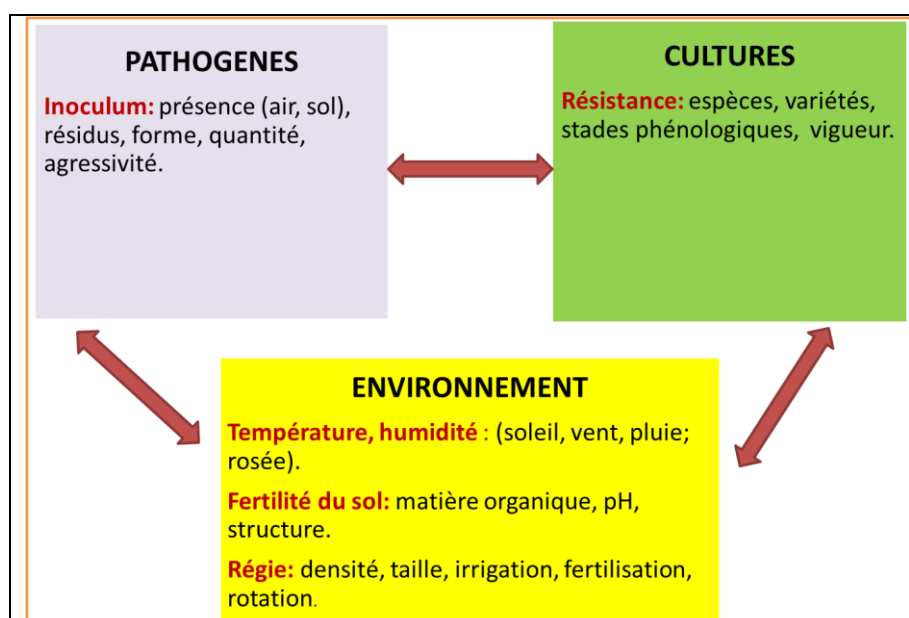 PATHOGENES
Inoculum: présence (air, sol),
résidus, forme, quantité,
agressivité.
CULTURES
Résistance: espèces, variétés,
stades phénologiques, vigueur.
ENVIRONNEMENT
Température, humidité : (soleil, vent, pluie;
rosée).
Fertilité du sol: matière organique, pH,
structure.
Régie: densité, taille, irrigation, fertilisation,
rotation.